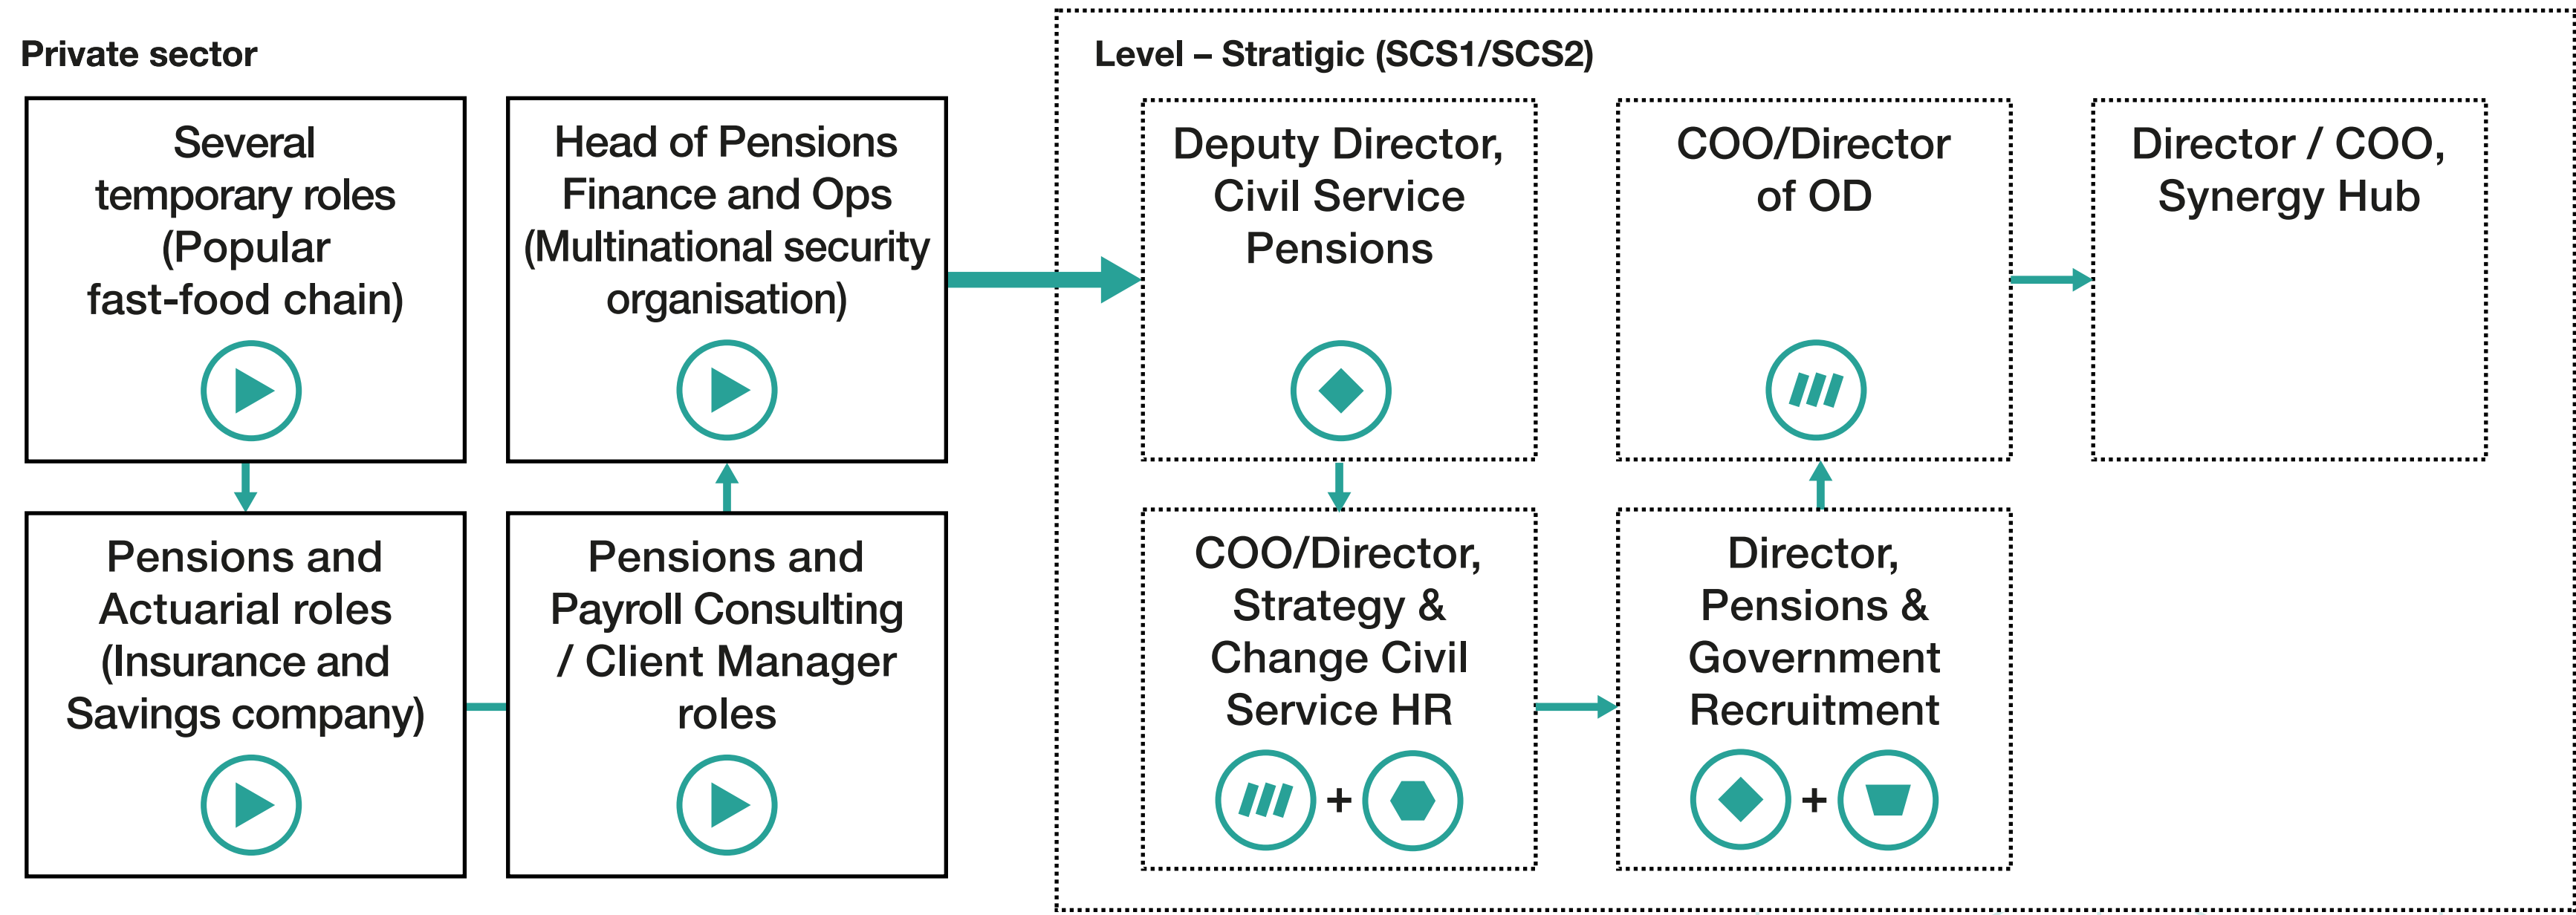 Private sector
Several
temporary roles
(Popular
fast-food chain)
Pensions and
Actuarial roles
(Insurance and
Savings company)
Pensions and
Payroll Consulting
/ Client Manager
roles
Head of Pensions
Finance and Ops
(Multinational security
organisation)
Level – Stratigic (SCS1/SCS2)
Deputy Director,
Civil Service
Pensions
COO/Director,
Strategy &
Change Civil
Service HR
+
Director,
Pensions &
Government
Recruitment
+
COO/Director
of OD
Director / COO,
Synergy Hub